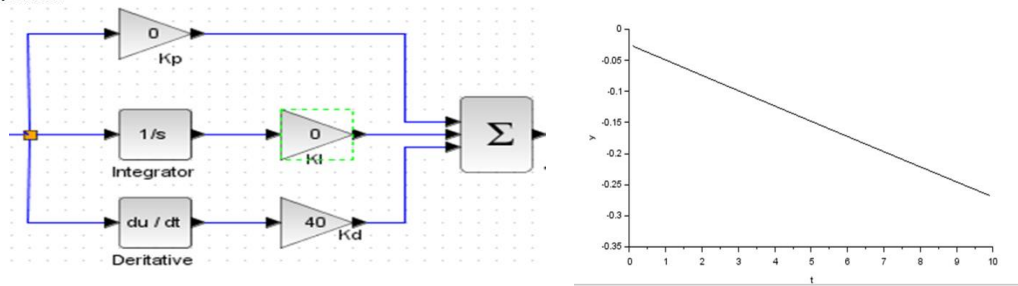 0
Kp
1/s
Integrator
0
KI
Σ
du / dt
Deritative
40
Kd
0
-0.05
-0.1
-0.15
-0.2
-0.25
-0.3
-0.35
y
0 1 2 3 4 5 6 7 8 9 10
t